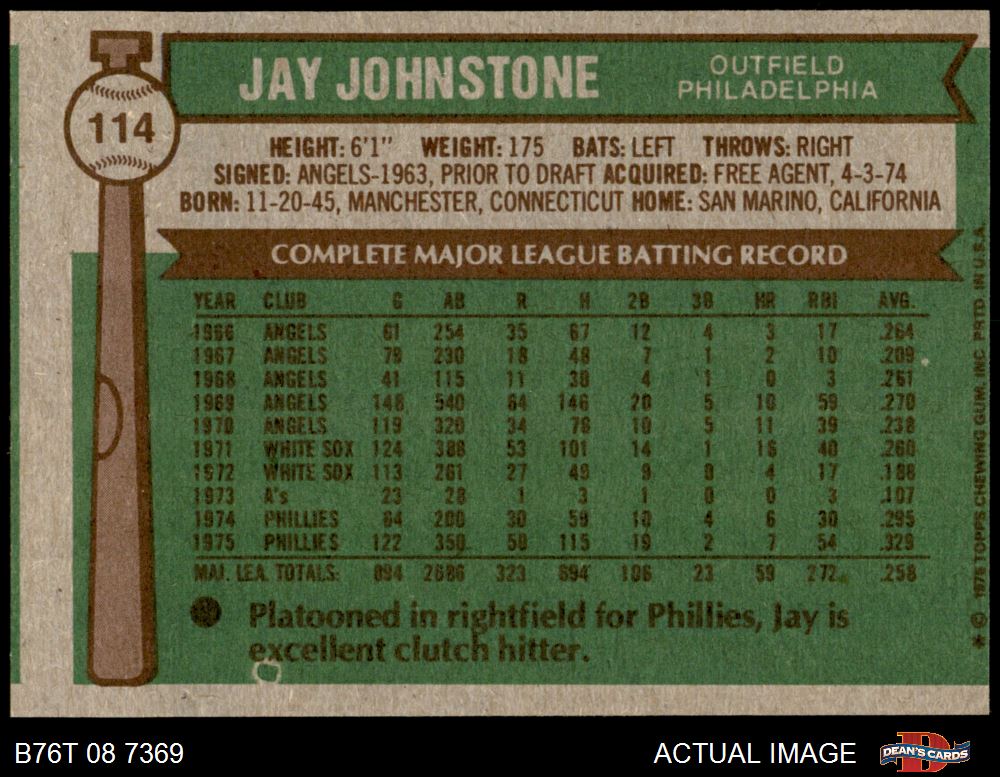 JAY JOHNSTONE
OUTFIELD
PHILADELPHIA
114
HEIGHT: 6'1" WEIGHT: 175 BATS: LEFT THROWS: RIGHT
SIGNED: ANGELS-1963, PRIOR TO DRAFT ACQUIRED: FREE AGENT, 4-3-74
BORN: 11-20-45, MANCHESTER, CONNECTICUT HOME: SAN MARINO, CALIFORNIA
COMPLETE MAJOR LEAGUE BATTING RECORD
YEAR CLUB G AB R H 2B 3B HR RBI AVG.
1966 ANGELS 61 254 35 67 12 4 3 17 .264
1967 ANGELS 79 230 18 48 7 1 2 10 .209
1968 ANGELS 41 115 11 30 4 1 0 3 .261
1969 ANGELS 148 540 64 146 20 5 10 59 .270
1970 ANGELS 119 320 34 76 10 5 11 39 .238
1971 WHITE SOX 124 388 53 101 14 1 16 40 .260
1972 WHITE SOX 113 261 27 49 9 0 4 17 .188
1973 A's 23 28 1 3 1 0 0 3 .107
1974 PHILLIES 64 200 30 59 10 4 6 30 .295
1975 PHILLIES 122 350 50 115 19 2 7 54 .329
MAJ. LEA. TOTALS: 894 2686 323 694 106 23 59 272 .258
Platooned in rightfield for Phillies, Jay is
excellent clutch hitter.
* © 1976 TOPPS CHEWING GUM, INC. PRTD. IN U.S.A.
B76T 08 7369
ACTUAL IMAGE
D
DEAN'S CARDS